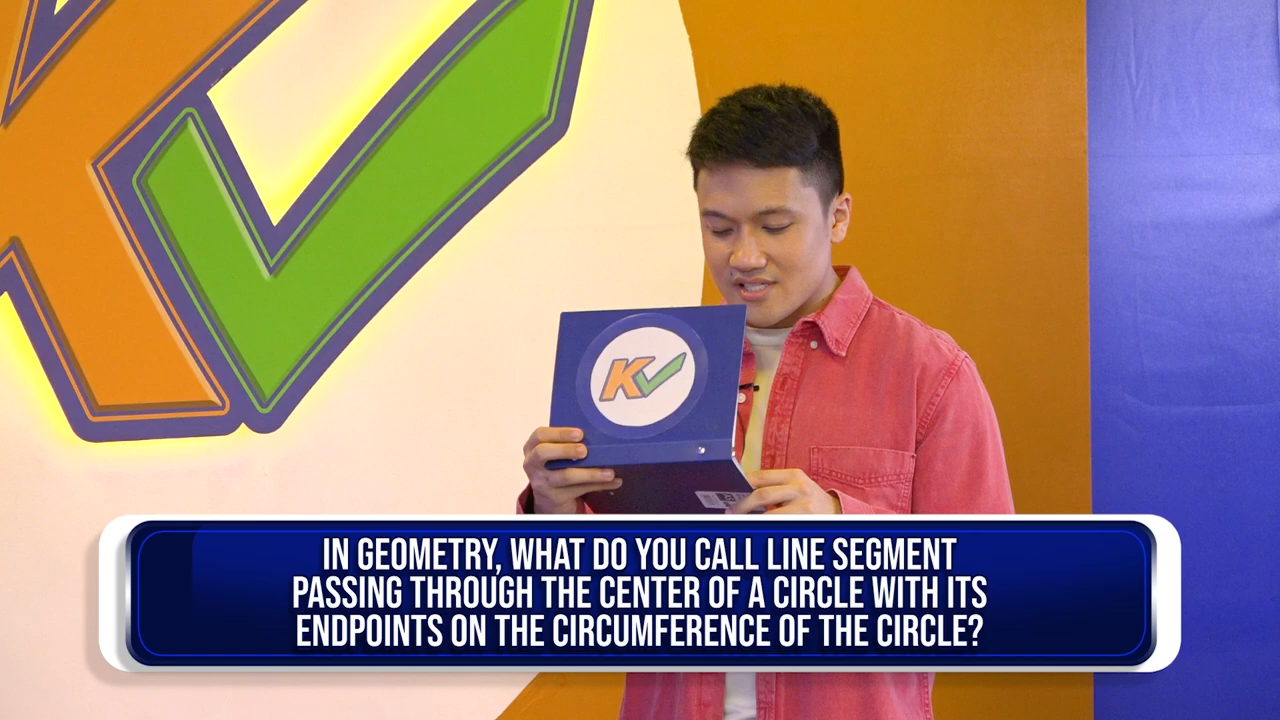 K
IN GEOMETRY, WHAT DO YOU CALL LINE SEGMENT
PASSING THROUGH THE CENTER OF A CIRCLE WITH ITS
ENDPOINTS ON THE CIRCUMFERENCE OF THE CIRCLE?